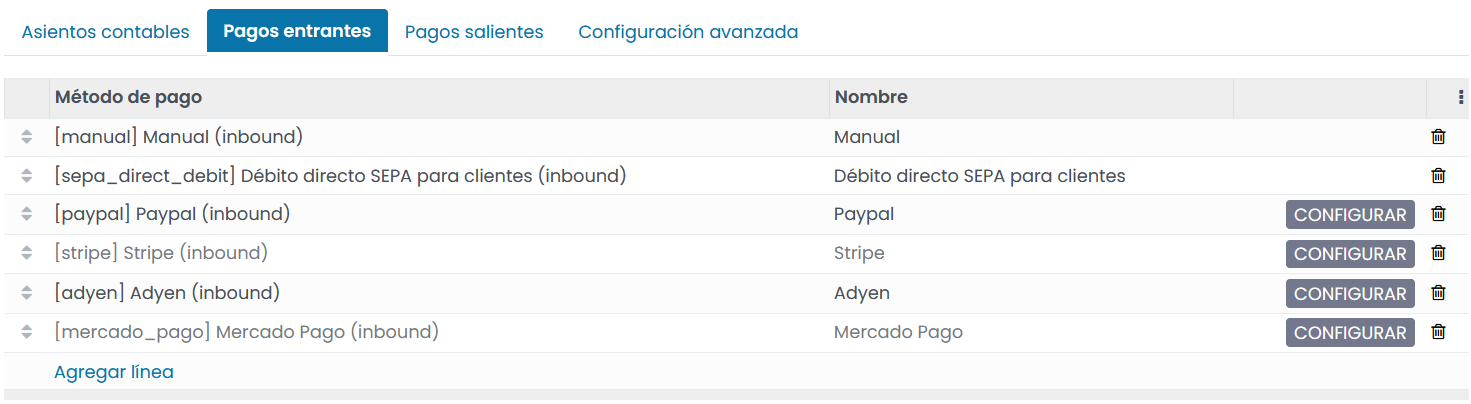 Asientos contables Pagos entrantes Pagos salientes Configuración avanzada
Método de pago Nombre
[manual] Manual (inbound) Manual
[sepa_direct_debit] Débito directo SEPA para clientes (inbound) Débito directo SEPA para clientes
[paypal] Paypal (inbound) Paypal CONFIGURAR
[stripe] Stripe (inbound) Stripe CONFIGURAR
[adyen] Adyen (inbound) Adyen CONFIGURAR
[mercado_pago] Mercado Pago (inbound) Mercado Pago CONFIGURAR
Agregar línea